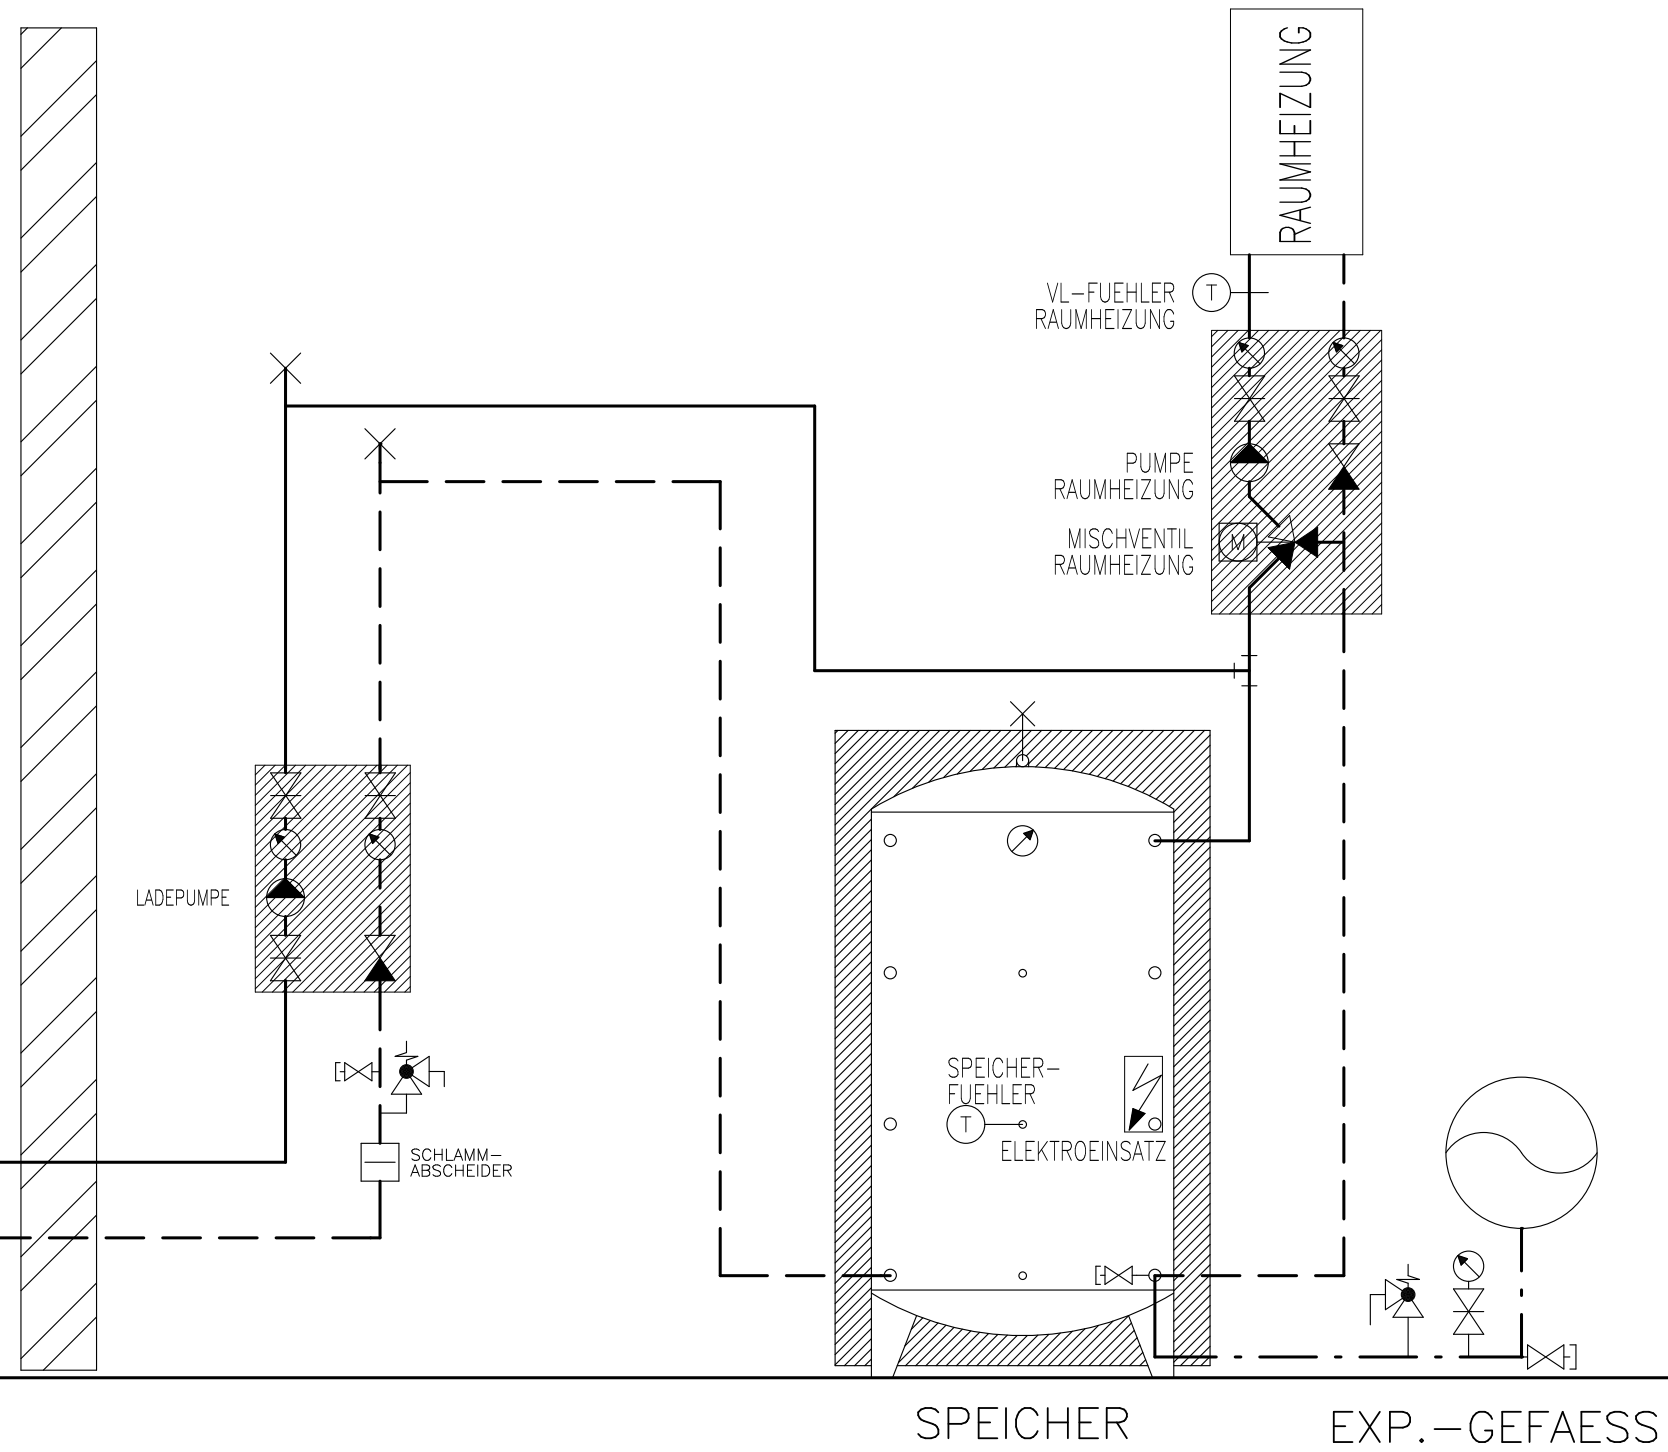 RAUMHEIZUNG
VL-FUEHLER
RAUMHEIZUNG
T
PUMPE
RAUMHEIZUNG
MISCHVENTIL
RAUMHEIZUNG
M
LADEPUMPE
SPEICHER-
FUEHLER
T
ELEKTROEINSATZ
SCHLAMM-
ABSCHEIDER
SPEICHER
EXP.-GEFAESS